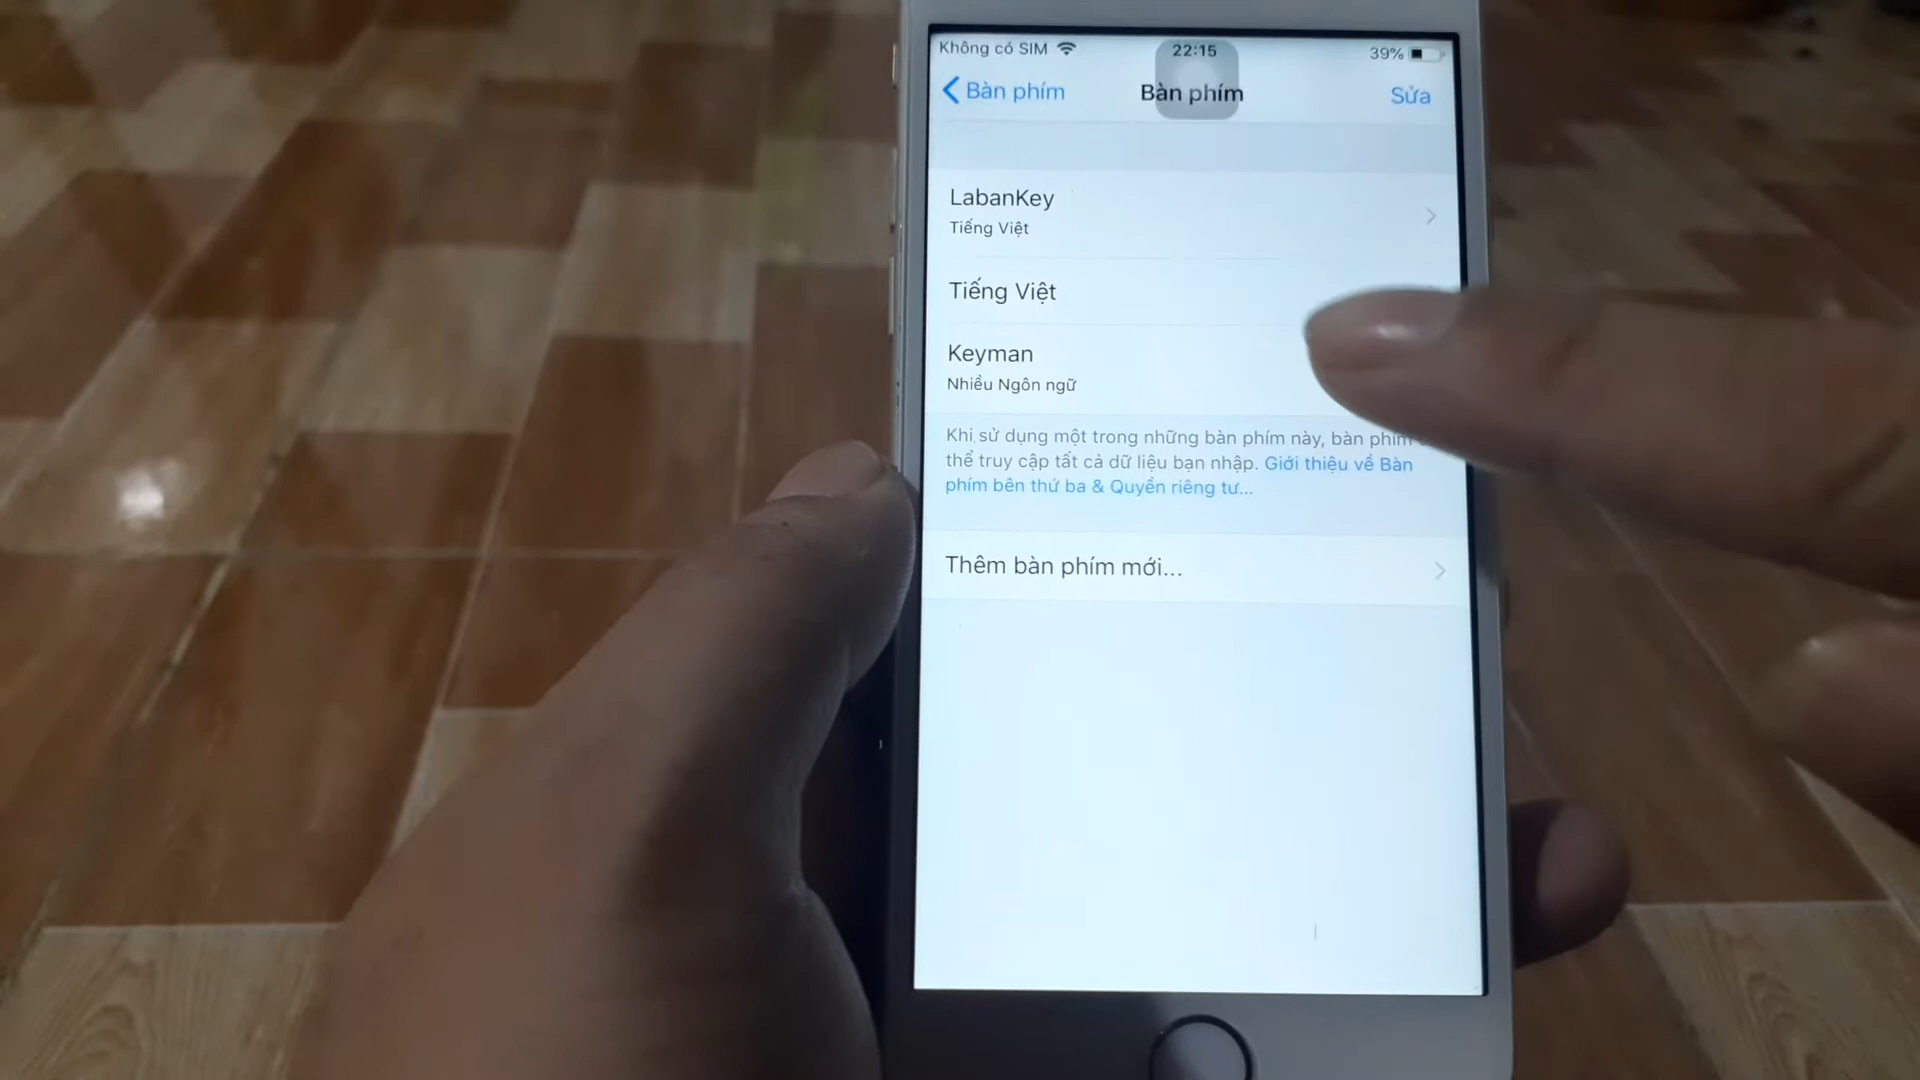 Không có SIM 22:15 39%
Bàn phím Bàn phím Sửa
LabanKey
Tiếng Việt
Tiếng Việt
Keyman
Nhiều Ngôn ngữ
Khi sử dụng một trong những bàn phím này, bàn phím
thể truy cập tất cả dữ liệu bạn nhập. Giới thiệu về Bàn
phím bên thứ ba & Quyền riêng tư...
Thêm bàn phím mới...